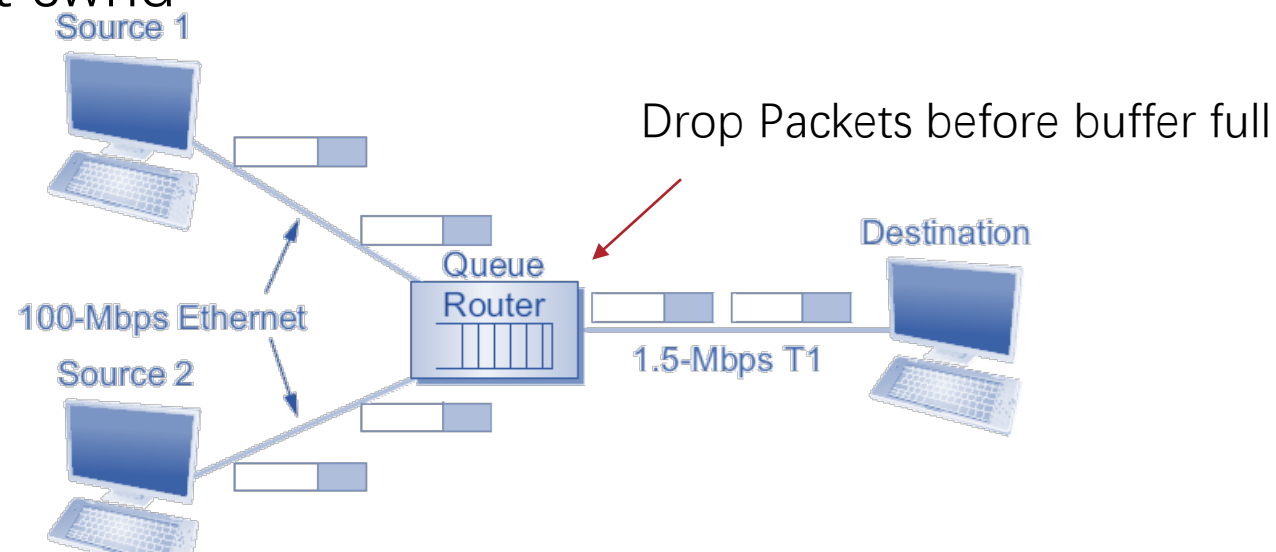 Source 1
Drop Packets before buffer full
Destination
Queue
Router
100-Mbps Ethernet
1.5-Mbps T1
Source 2